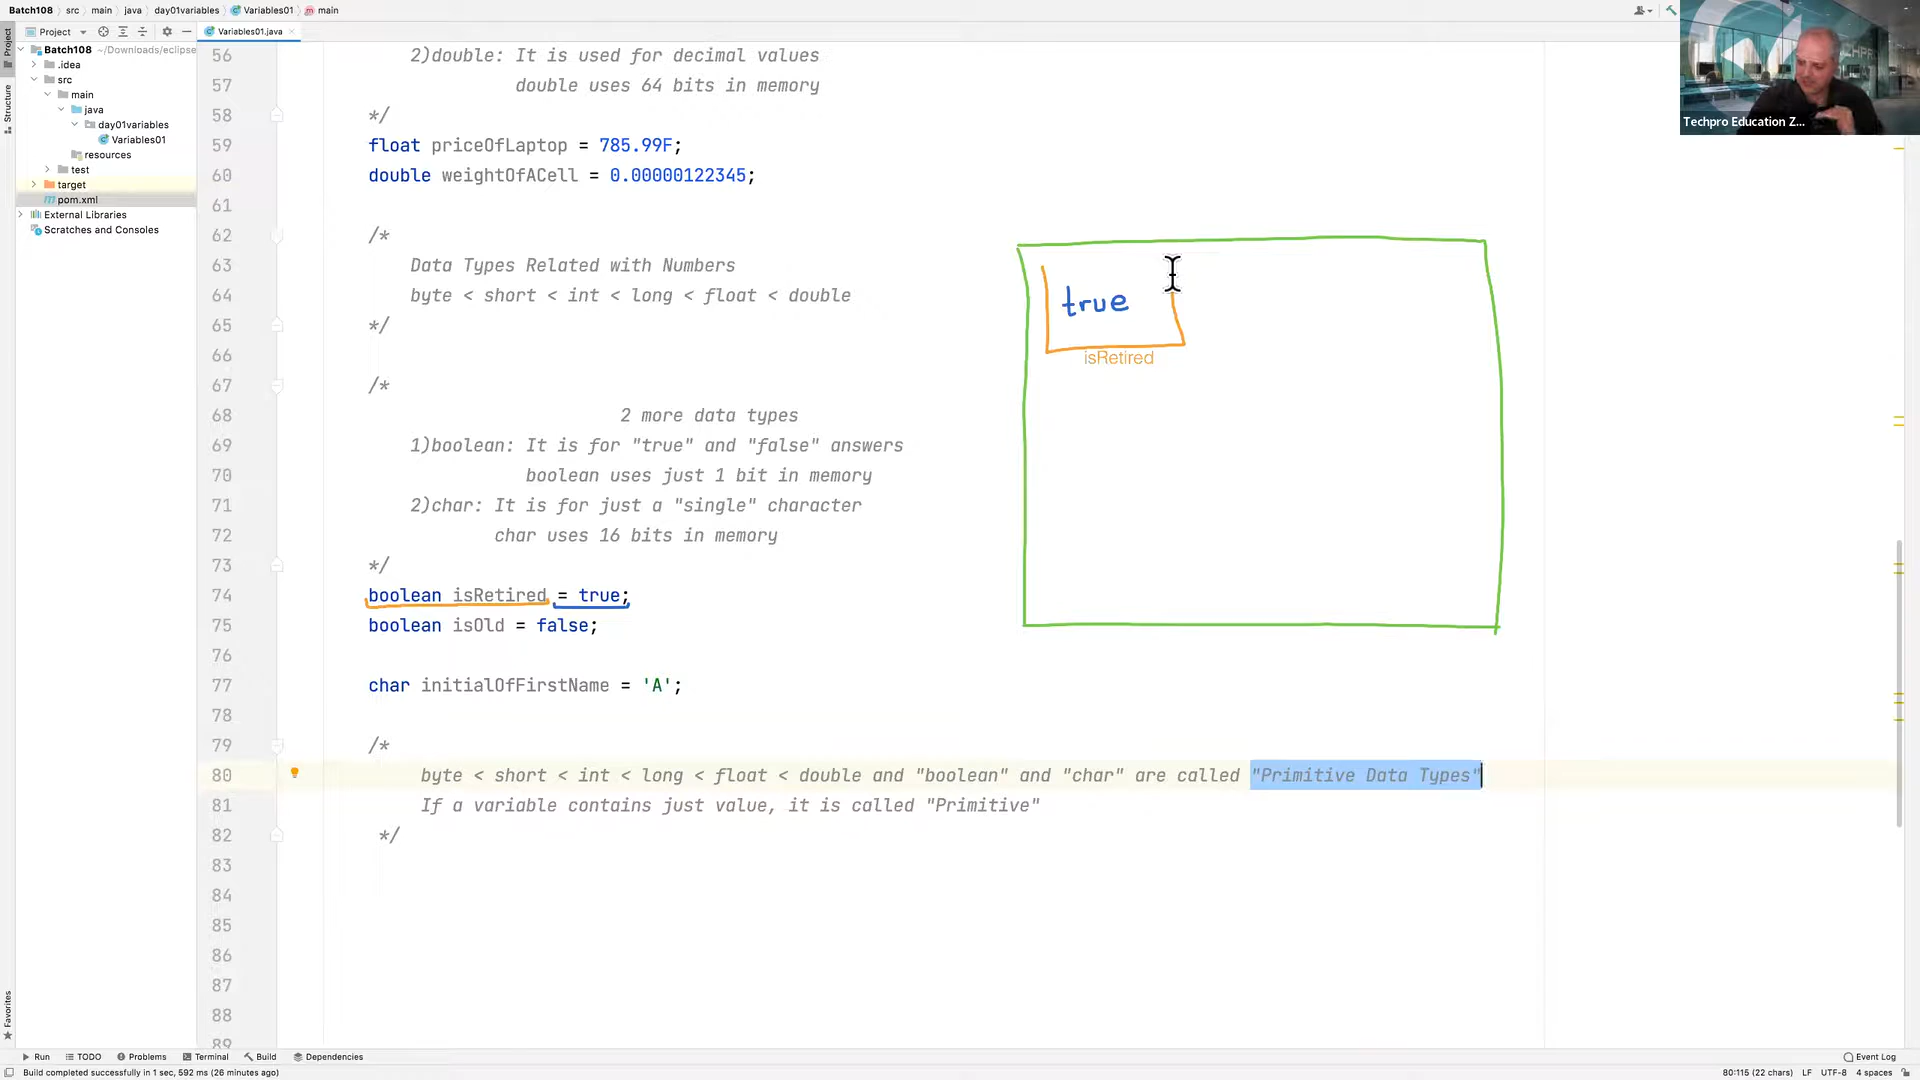 Batch108 src main java day01variables Variables01 main
Project
Variables01.java
Batch108 ~/Downloads/eclipse
.idea
src
main
java
day01variables
Variables01
resources
test
target
pom.xml
External Libraries
Scratches and Consoles
Project
Structure
Favorites
56 2)double: It is used for decimal values
57 double uses 64 bits in memory
58 */
59 float priceOfLaptop = 785.99F;
60 double weightOfACell = 0.00000122345;
61
62 /*
63 Data Types Related with Numbers
64 byte < short < int < long < float < double
65 */
66
67 /*
68 2 more data types
69 1)boolean: It is for "true" and "false" answers
70 boolean uses just 1 bit in memory
71 2)char: It is for just a "single" character
72 char uses 16 bits in memory
73 */
74 boolean isRetired = true;
75 boolean isOld = false;
76
77 char initialOfFirstName = 'A';
78
79 /*
80 byte < short < int < long < float < double and "boolean" and "char" are called "Primitive Data Types"
81 If a variable contains just value, it is called "Primitive"
82 */
83
84
85
86
87
88
89
true
isRetired
Techpro Education Z...
Run TODO Problems Terminal Build Dependencies Event Log
Build completed successfully in 1 sec, 592 ms (26 minutes ago) 80:115 (22 chars) LF UTF-8 4 spaces